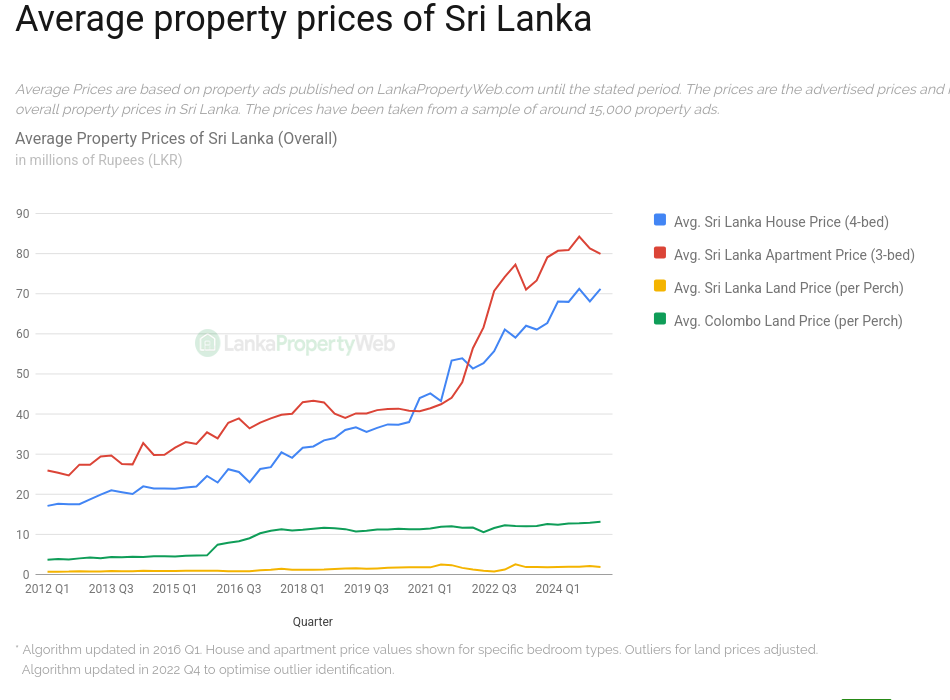 Average property prices of Sri Lanka
Average Prices are based on property ads published on LankaPropertyWeb.com until the stated period. The prices are the advertised prices and
overall property prices in Sri Lanka. The prices have been taken from a sample of around 15,000 property ads.
Average Property Prices of Sri Lanka (Overall)
in millions of Rupees (LKR)
90
80
70
60
50
40
30
20
10
0
LankaPropertyWeb
Avg. Sri Lanka House Price (4-bed)
Avg. Sri Lanka Apartment Price (3-bed)
Avg. Sri Lanka Land Price (per Perch)
Avg. Colombo Land Price (per Perch)
2012 Q1 2013 Q3 2015 Q1 2016 Q3 2018 Q1 2019 Q3 2021 Q1 2022 Q3 2024 Q1
Quarter
* Algorithm updated in 2016 Q1. House and apartment price values shown for specific bedroom types. Outliers for land prices adjusted.
Algorithm updated in 2022 Q4 to optimise outlier identification.